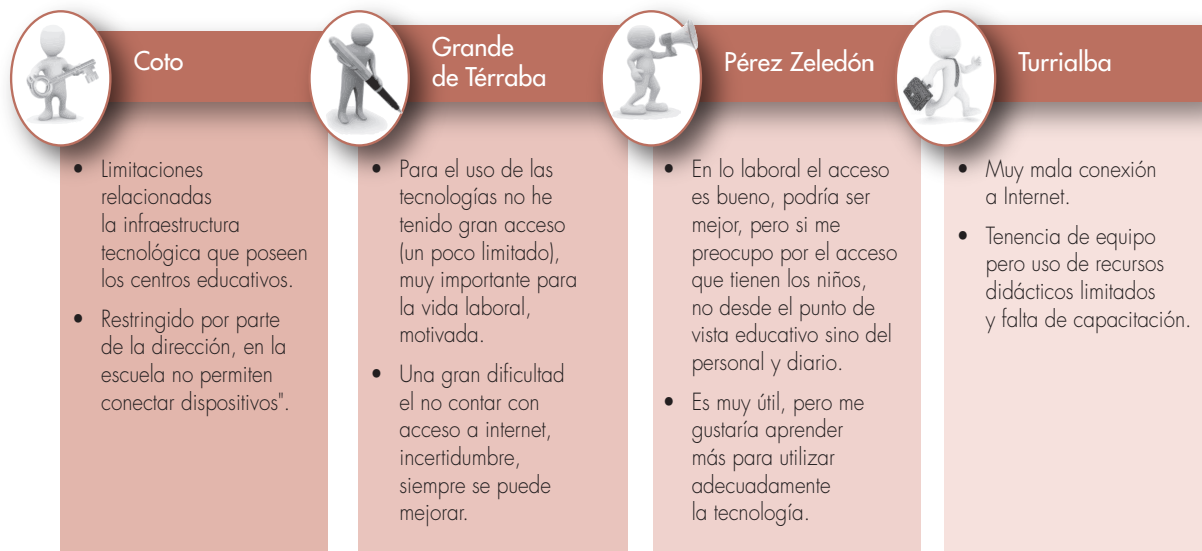 Coto
• Limitaciones
relacionadas
la infraestructura
tecnológica que poseen
los centros educativos.
• Restringido por parte
de la dirección, en la
escuela no permiten
conectar dispositivos".
Grande
de Térraba
• Para el uso de las
tecnologías no he
tenido gran acceso
(un poco limitado),
muy importante para
la vida laboral,
motivada.
• Una gran dificultad
el no contar con
acceso a internet,
incertidumbre,
siempre se puede
mejorar.
Pérez Zeledón
• En lo laboral el acceso
es bueno, podría ser
mejor, pero si me
preocupo por el acceso
que tienen los niños,
no desde el punto de
vista educativo sino del
personal y diario.
• Es muy útil, pero me
gustaría aprender
más para utilizar
adecuadamente
la tecnología.
Turrialba
• Muy mala conexión
a Internet.
• Tenencia de equipo
pero uso de recursos
didácticos limitados
y falta de capacitación.